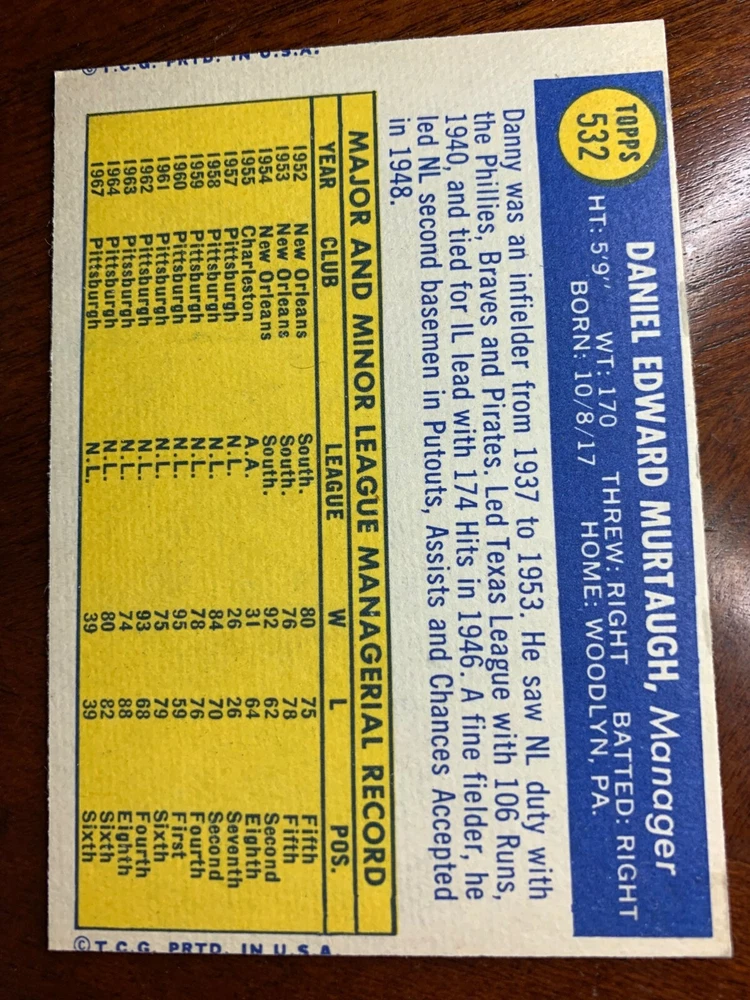 TOPPS
532
DANIEL EDWARD MURTAUGH, Manager
HT: 5'9" WT: 170 THREW: RIGHT BATTED: RIGHT
BORN: 10/8/17 HOME: WOODLYN, PA.
Danny was an infielder from 1937 to 1953. He saw NL duty with
the Phillies, Braves and Pirates. Led Texas League with 106 Runs,
1940, and tied for IL lead with 174 Hits in 1946. A fine fielder, he
led NL second basemen in Putouts, Assists and Chances Accepted
in 1948.
MAJOR AND MINOR LEAGUE MANAGERIAL RECORD
YEAR CLUB LEAGUE W L POS.
1952 New Orleans South. 80 75 Fifth
1953 New Orleans South. 76 78 Fifth
1954 New Orleans South. 92 62 Second
1955 Charleston A.A. 31 64 Eighth
1957 Pittsburgh N.L. 26 26 Seventh
1958 Pittsburgh N.L. 84 70 Second
1959 Pittsburgh N.L. 78 76 Fourth
1960 Pittsburgh N.L. 95 59 First
1961 Pittsburgh N.L. 75 79 Sixth
1962 Pittsburgh N.L. 93 68 Fourth
1963 Pittsburgh N.L. 74 88 Eighth
1964 Pittsburgh N.L. 80 82 Sixth
1967 Pittsburgh N.L. 39 39 Sixth
© T.C.G. PRTD. IN U.S.A.
© T.C.G. PRTD. IN U.S.A.